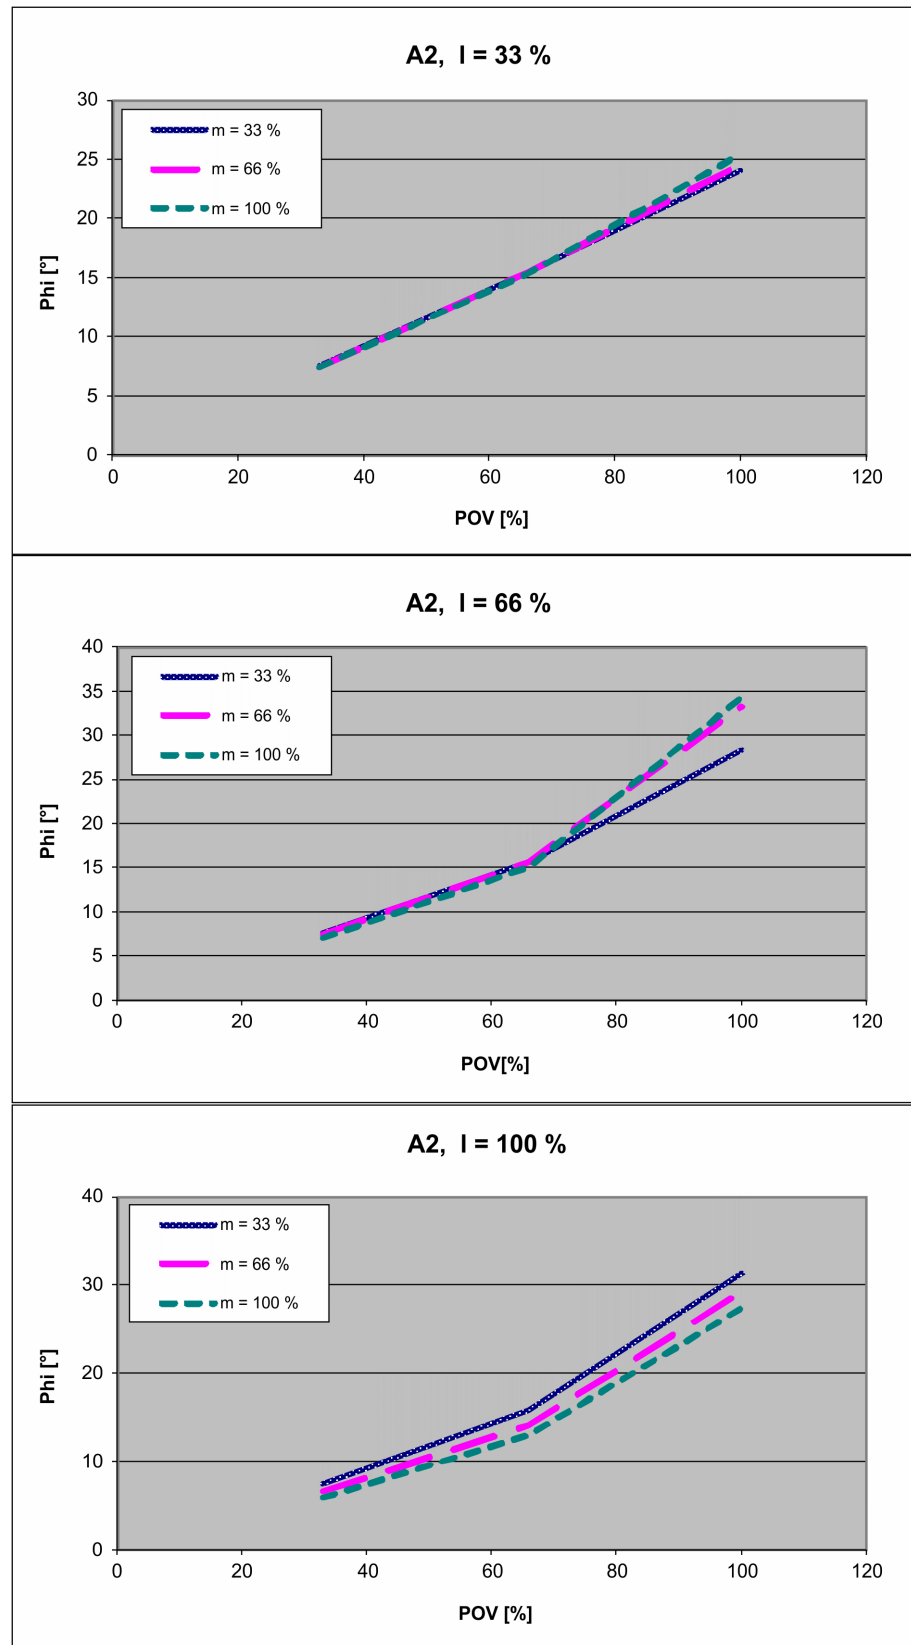 A2, I = 33 %
30
m = 33 %
25
m = 66 %
20
m = 100 %
15
Phi [°]
10
5
0
0 20 40 60 80 100 120
POV [%]
A2, I = 66 %
40
m = 33 %
35
m = 66 %
30
m = 100 %
25
20
Phi [°]
15
10
5
0
0 20 40 60 80 100 120
POV[%]
A2, I = 100 %
40
m = 33 %
m = 66 %
30
m = 100 %
20
Phi [°]
10
0
0 20 40 60 80 100 120
POV [%]